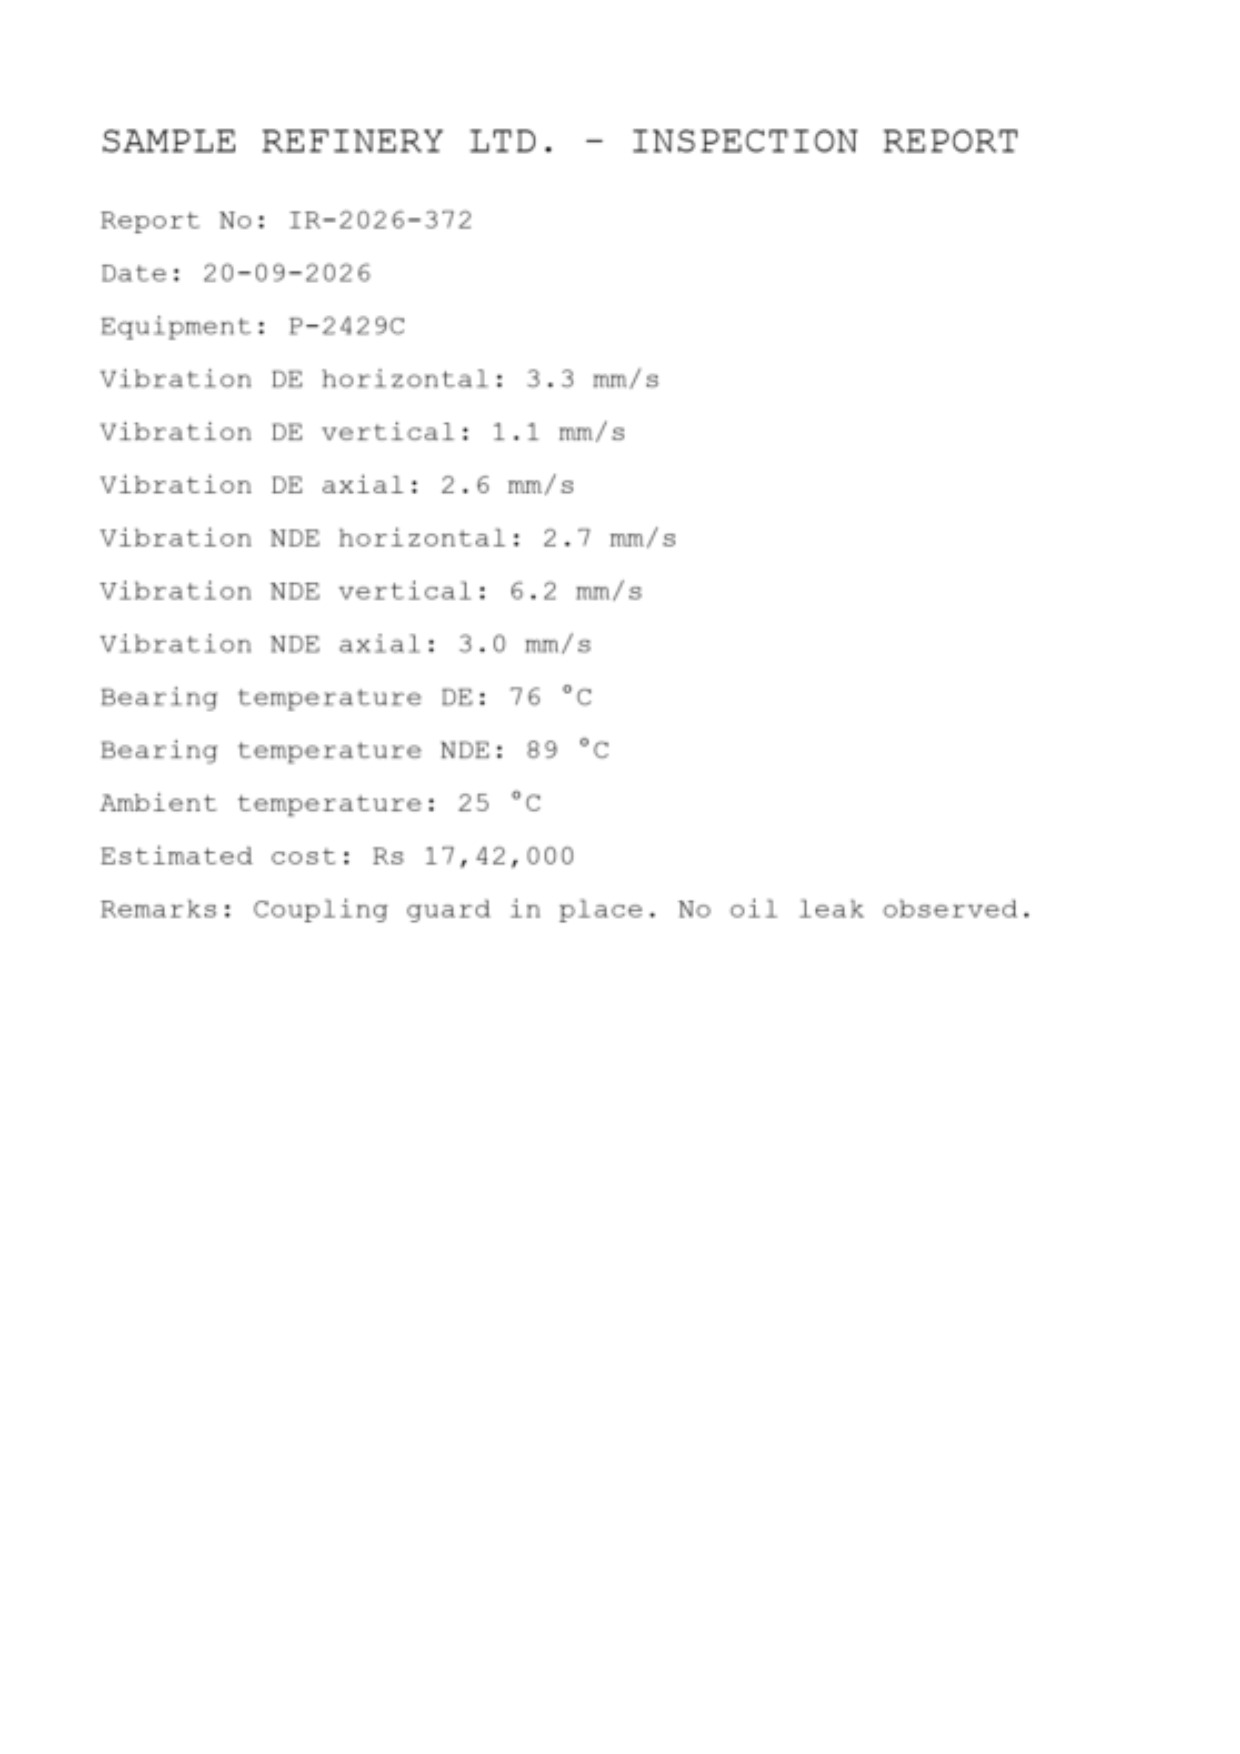 SAMPLE REFINERY LTD. - INSPECTION REPORT
Report No: IR-2026-372
Date: 20-09-2026
Equipment: P-2429C
Vibration DE horizontal: 3.3 mm/s
Vibration DE vertical: 1.1 mm/s
Vibration DE axial: 2.6 mm/s
Vibration NDE horizontal: 2.7 mm/s
Vibration NDE vertical: 6.2 mm/s
Vibration NDE axial: 3.0 mm/s
Bearing temperature DE: 76 °C
Bearing temperature NDE: 89 °C
Ambient temperature: 25 °C
Estimated cost: Rs 17,42,000
Remarks: Coupling guard in place. No oil leak observed.